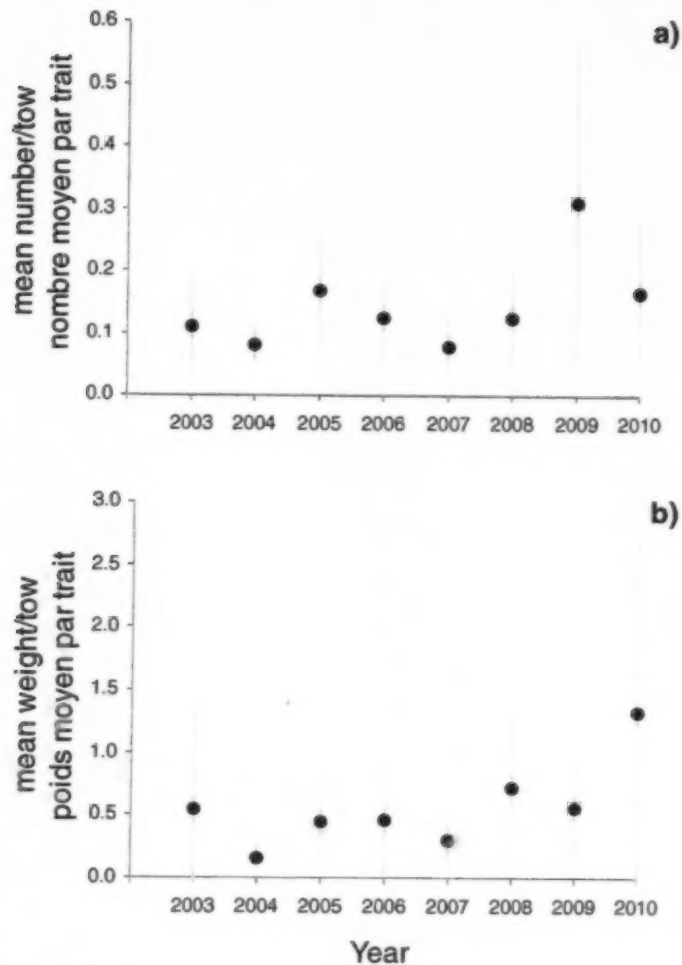 a)
mean number/tow
nombre moyen par trait
0.6
0.5
0.4
0.3
0.2
0.1
0.0
2003 2004 2005 2006 2007 2008 2009 2010
b)
mean weight/tow
poids moyen par trait
3.0
2.5
2.0
1.5
1.0
0.5
0.0
2003 2004 2005 2006 2007 2008 2009 2010
Year